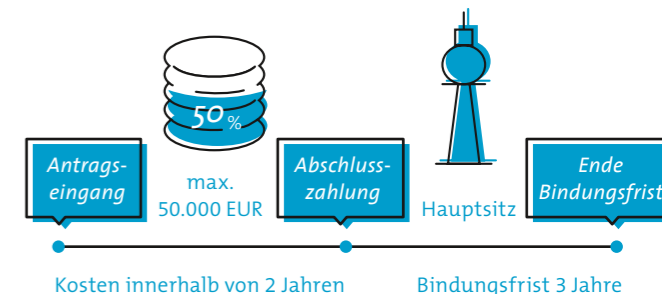 50 %
Antrags-
eingang
max.
50.000 EUR
Abschluss-
zahlung
Hauptsitz
Ende
Bindungsfrist
Kosten innerhalb von 2 Jahren
Bindungsfrist 3 Jahre